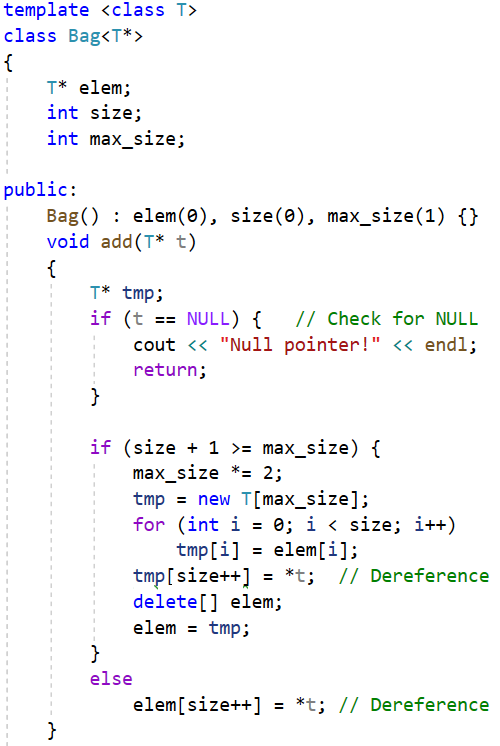 template <class T>
class Bag<T*>
{
    T* elem;
    int size;
    int max_size;

public:
    Bag() : elem(0), size(0), max_size(1) {}
    void add(T* t)
    {
        T* tmp;
        if (t == NULL) {   // Check for NULL
            cout << "Null pointer!" << endl;
            return;
        }

        if (size + 1 >= max_size) {
            max_size *= 2;
            tmp = new T[max_size];
            for (int i = 0; i < size; i++)
                tmp[i] = elem[i];
            tmp[size++] = *t;  // Dereference
            delete[] elem;
            elem = tmp;
        }
        else
            elem[size++] = *t; // Dereference
    }